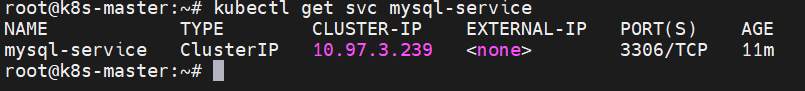 root@k8s-master:~# kubectl get svc mysql-service
NAME            TYPE        CLUSTER-IP    EXTERNAL-IP   PORT(S)    AGE
mysql-service   ClusterIP   10.97.3.239   <none>        3306/TCP   11m
root@k8s-master:~#